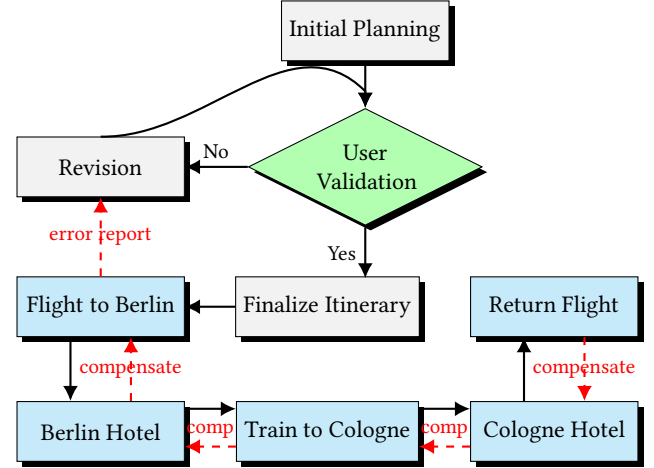 Initial Planning
User
Validation
No
Revision
error report
Yes
Flight to Berlin
Finalize Itinerary
Return Flight
compensate
compensate
Berlin Hotel
comp
Train to Cologne
comp
Cologne Hotel